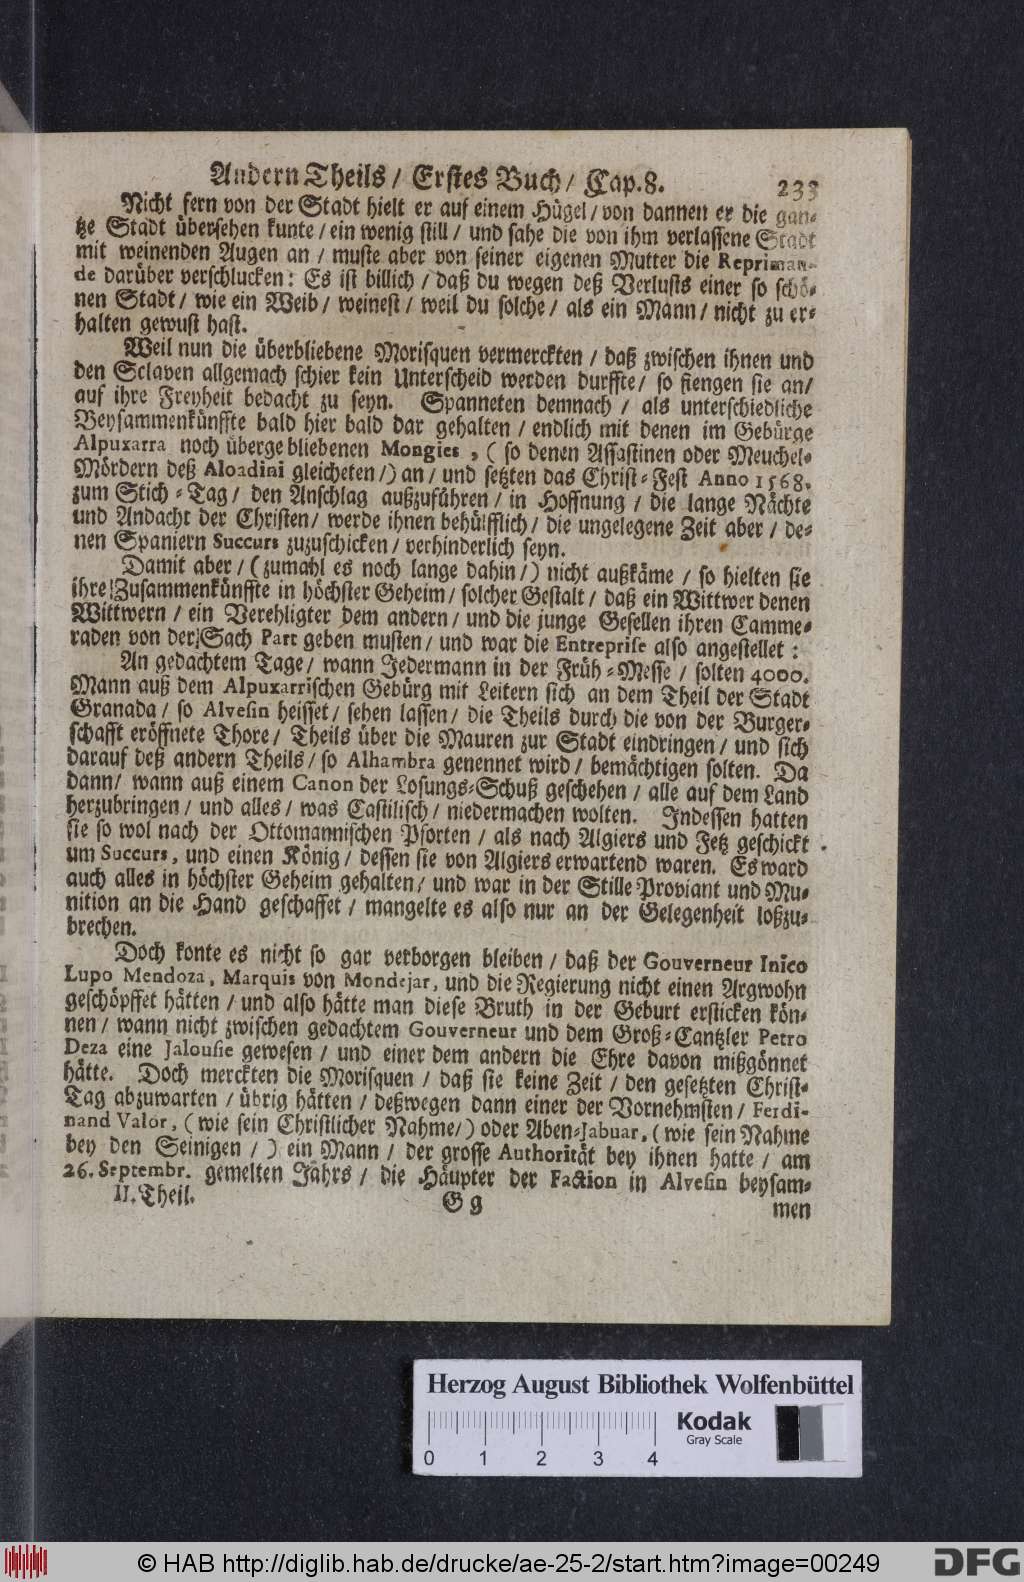 Andern Theils / Erstes Buch / Cap. 8. 233
Nicht fern von der Stadt hielt er auf einem Hügel / von dannen er die gan-
tze Stadt übersehen kunte / ein wenig still / und sahe die von ihm verlassene Stadt
mit weinenden Augen an / muste aber von seiner eigenen Mutter die Repriman-
de darüber verschlucken: Es ist billich / daß du wegen deß Verlusts einer so schö-
nen Stadt / wie ein Weib / weinest / weil du solche / als ein Mann / nicht zu er-
halten gewust hast.
Weil nun die überbliebene Morisquen vermerckten / daß zwischen ihnen und
den Sclaven allgemach schier kein Unterscheid werden durffte / so fiengen sie an /
auf ihre Freyheit bedacht zu seyn. Spanneten demnach / als unterschiedliche
Beysammenkünffte bald hier bald dar gehalten / endlich mit denen im Gebürge
Alpuxarra noch übergebliebenen Mongies, ( so denen Assastinen oder Meuchel-
Mördern deß Aloadini gleicheten /) an / und setzten das Christ-Fest Anno 1568.
zum Stich-Tag / den Anschlag außzuführen / in Hoffnung / die lange Nächte
und Andacht der Christen / werde ihnen behülfflich / die ungelegene Zeit aber / de-
nen Spaniern Succurs zuzuschicken / verhinderlich seyn.
Damit aber / ( zumahl es noch lange dahin /) nicht außkäme / so hielten sie
ihre Zusammenkünffte in höchster Geheim / solcher Gestalt / daß ein Wittwer denen
Wittwern / ein Verehligter dem andern / und die junge Gesellen ihren Camme-
raden von der Sach Part geben musten / und war die Entreprise also angestellet:
An gedachtem Tage / wann Jedermann in der Früh-Messe / solten 4000.
Mann auß dem Alpuxarrischen Gebürg mit Leitern sich an dem Theil der Stadt
Granada / so Alvesin heisset / sehen lassen / die Theils durch die von der Burger-
schafft eröffnete Thore / Theils über die Mauren zur Stadt eindringen / und sich
darauf deß andern Theils / so Alhambra genennet wird / bemächtigen solten. Da
dann / wann auß einem Canon der Losungs-Schuß geschehen / alle auf dem Land
herzubringen / und alles / was Castilisch / niedermachen wolten. Indessen hatten
sie so wol nach der Ottomannischen Pforten / als nach Algiers und Fetz geschickt
um Succurs, und einen König / dessen sie von Algiers erwartend waren. Es ward
auch alles in höchster Geheim gehalten / und war in der Stille Proviant und Mu-
nition an die Hand geschaffet / mangelte es also nur an der Gelegenheit loßzu-
brechen.
Doch konte es nicht so gar verborgen bleiben / daß der Gouverneur Inico
Lupo Mendoza, Marquis von Mondejar, und die Regierung nicht einen Argwohn
geschöpffet hätten / und also hätte man diese Bruth in der Geburt ersticken kön-
nen / wann nicht zwischen gedachtem Gouverneur und dem Groß-Cantzler Petro
Deza eine Jalousie gewesen / und einer dem andern die Ehre davon mißgönnet
hätte. Doch merckten die Morisquen / daß sie keine Zeit / den gesetzten Christ-
Tag abzuwarten / übrig hätten / deßwegen dann einer der Vornehmsten / Ferdi-
nand Valor, ( wie sein Christlicher Nahme /) oder Aben-Jabuar, ( wie sein Nahme
bey den Seinigen / ) ein Mann / der grosse Authorität bey ihnen hatte / am
26. Septembr. gemelten Jahrs / die Häupter der Faction in Alvesin beysam-
II. Theil. G g men
Herzog August Bibliothek Wolfenbüttel
Kodak
Gray Scale
0 1 2 3 4
© HAB http://diglib.hab.de/drucke/ae-25-2/start.htm?image=00249
DFG